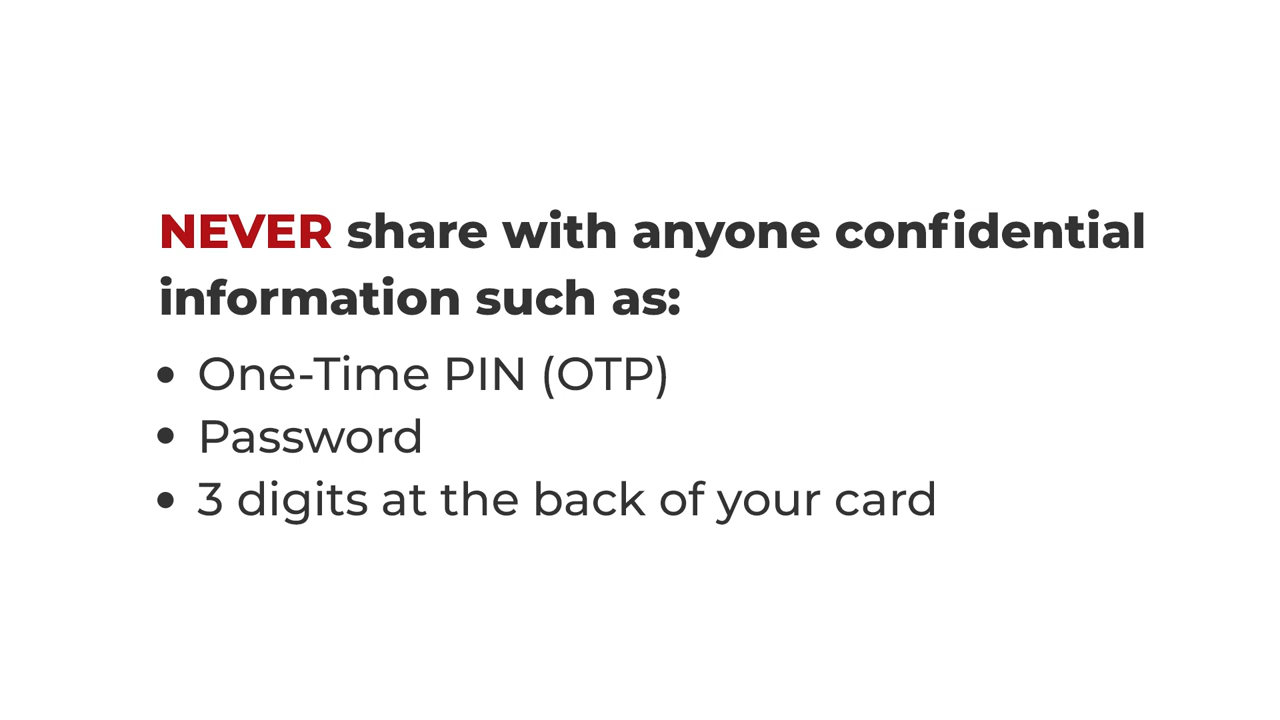 NEVER share with anyone confidential
information such as:
• One-Time PIN (OTP)
• Password
• 3 digits at the back of your card